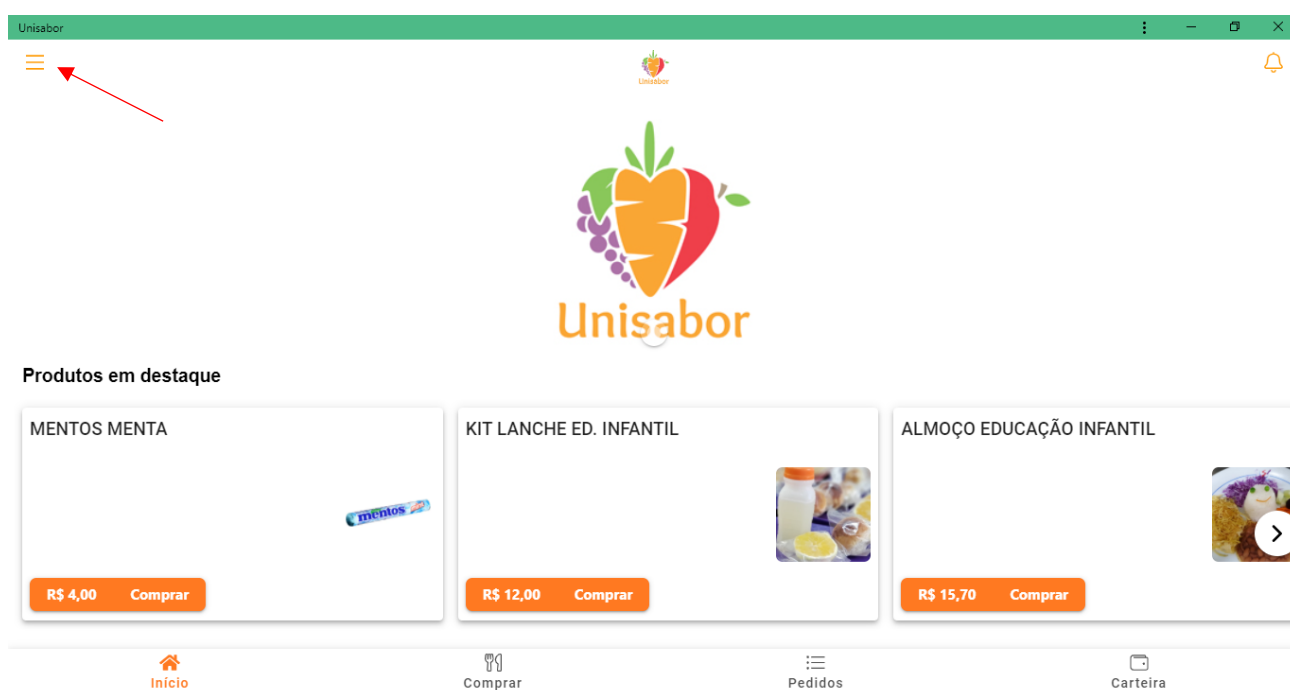 Unisabor
Unisabor
Unisabor
Produtos em destaque
MENTOS MENTA
KIT LANCHE ED. INFANTIL
ALMOÇO EDUCAÇÃO INFANTIL
mentos
R$ 4,00 Comprar
R$ 12,00 Comprar
R$ 15,70 Comprar
Início
Comprar
Pedidos
Carteira